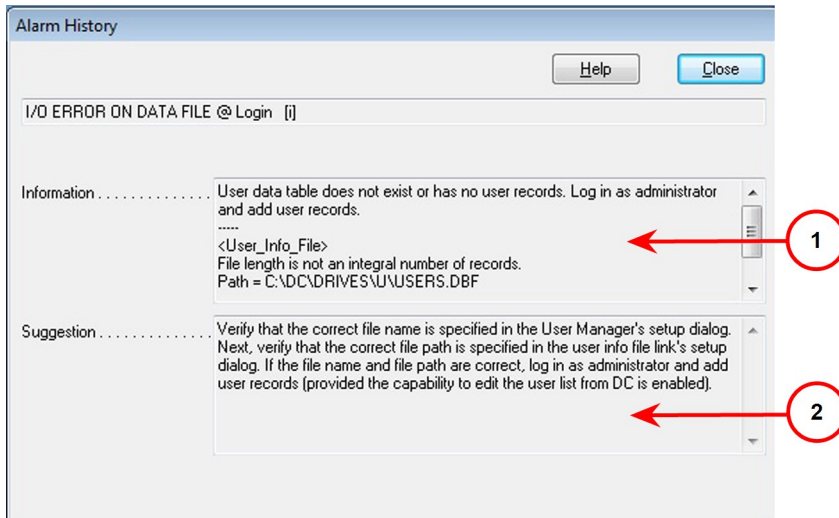 Alarm History
Help Close
I/O ERROR ON DATA FILE @ Login [i]
Information . . . . . . . . . . . . . . User data table does not exist or has no user records. Log in as administrator
and add user records.
-----
<User_Info_File>
File length is not an integral number of records.
Path = C:\DC\DRIVES\U\USERS.DBF
1
Suggestion . . . . . . . . . . . . . . Verify that the correct file name is specified in the User Manager's setup dialog.
Next, verify that the correct file path is specified in the user info file link's setup
dialog. If the file name and file path are correct, log in as administrator and add
user records (provided the capability to edit the user list from DC is enabled).
2